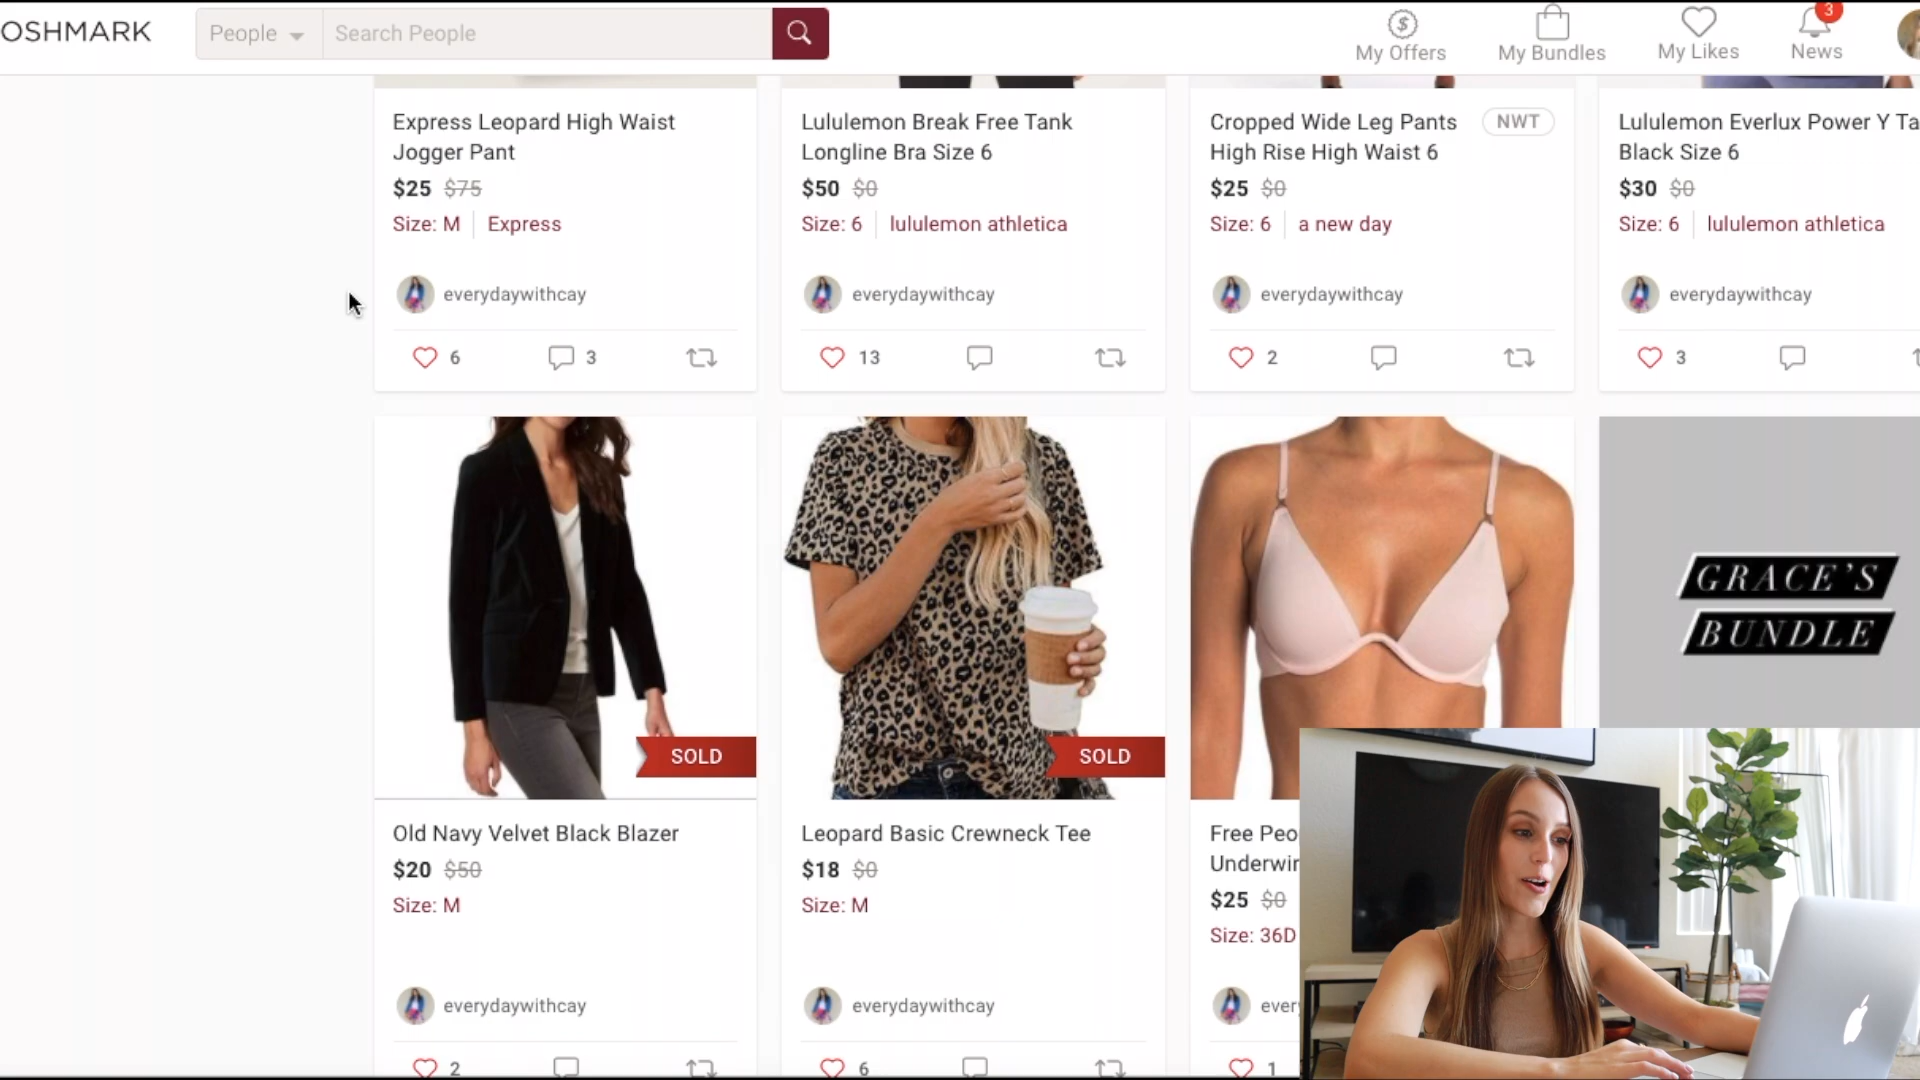 OSHMARK
People
Search People
My Offers
My Bundles
My Likes
3
News
Express Leopard High Waist
Jogger Pant
$25 $75
Size: M Express
everydaywithcay
6 3
Lululemon Break Free Tank
Longline Bra Size 6
$50 $0
Size: 6 lululemon athletica
everydaywithcay
13
Cropped Wide Leg Pants
High Rise High Waist 6
NWT
$25 $0
Size: 6 a new day
everydaywithcay
2
Lululemon Everlux Power Y Ta
Black Size 6
$30 $0
Size: 6 lululemon athletica
everydaywithcay
3
SOLD
Old Navy Velvet Black Blazer
$20 $50
Size: M
everydaywithcay
2
SOLD
Leopard Basic Crewneck Tee
$18 $0
Size: M
everydaywithcay
6
Free Peo
Underwir
$25 $0
Size: 36D
ever
1
GRACE'S
BUNDLE